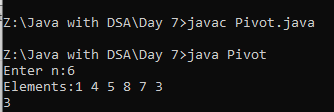 Z:\Java with DSA\Day 7>javac Pivot.java
Z:\Java with DSA\Day 7>java Pivot
Enter n:6
Elements:1 4 5 8 7 3
3